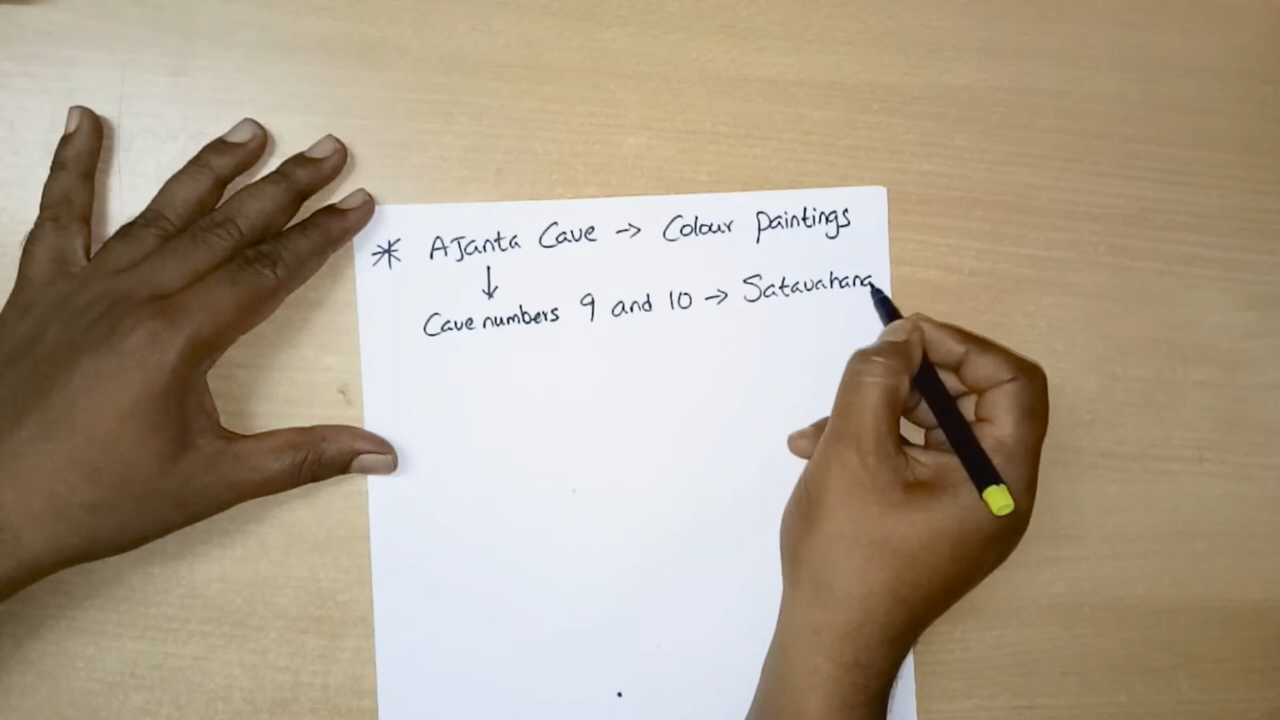 * AJanta Cave → Colour Paintings
↓
Cave numbers 9 and 10 → Satavahana